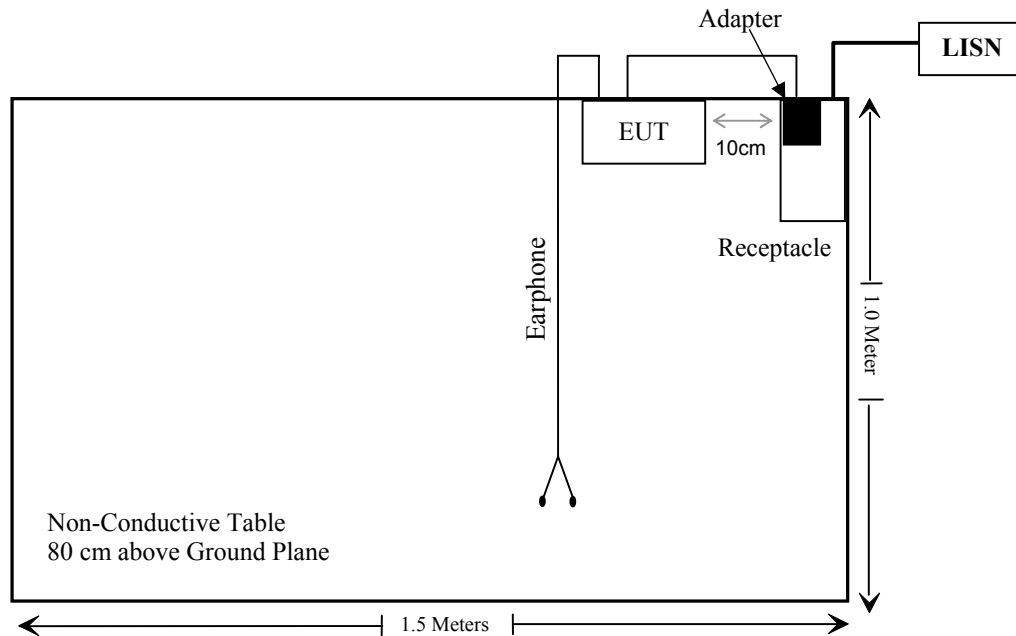 Adapter
LISN
EUT
10cm
Receptacle
Earphone
1.0 Meter
Non-Conductive Table
80 cm above Ground Plane
1.5 Meters